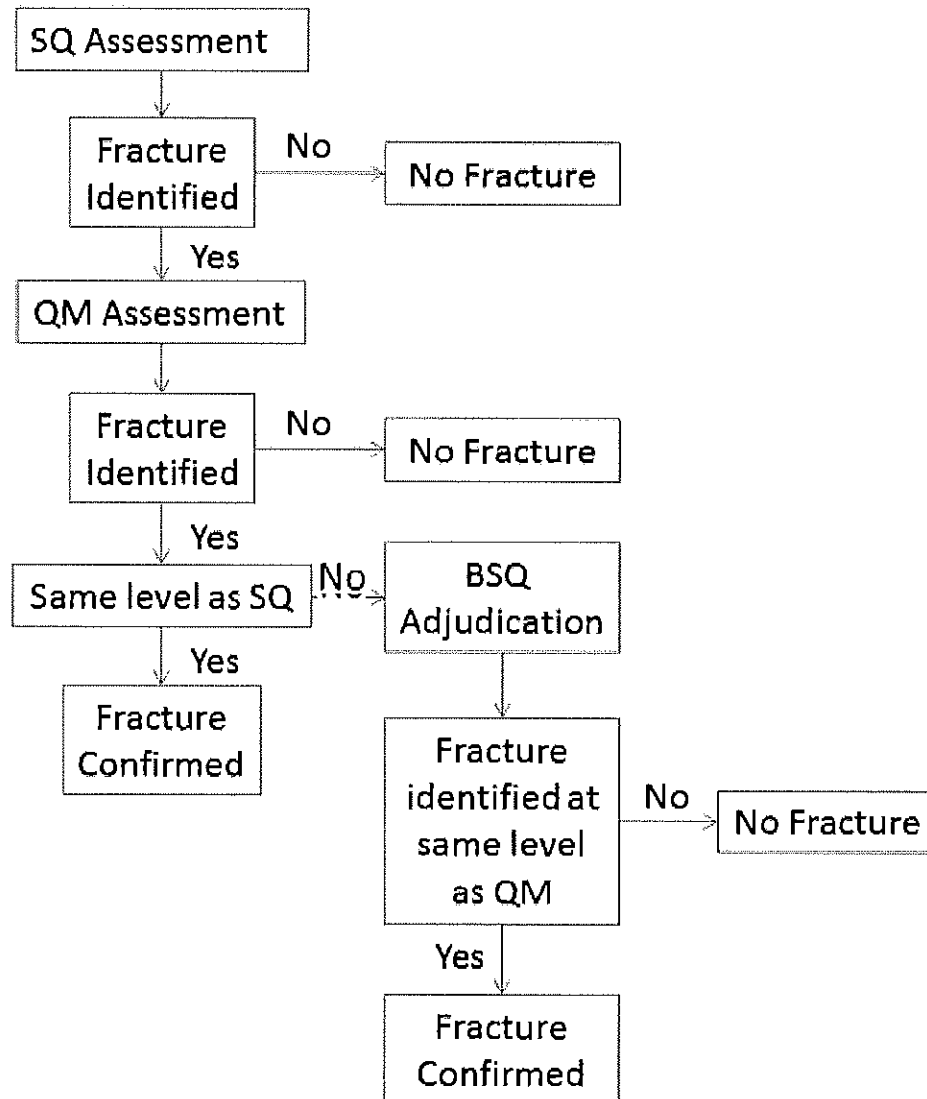 SQ Assessment
Fracture
Identified
No
No Fracture
Yes
QM Assessment
Fracture
Identified
No
No Fracture
Yes
Same level as SQ
No
BSQ
Adjudication
Yes
Fracture
Confirmed
Fracture
identified at
same level
as QM
No
No Fracture
Yes
Fracture
Confirmed